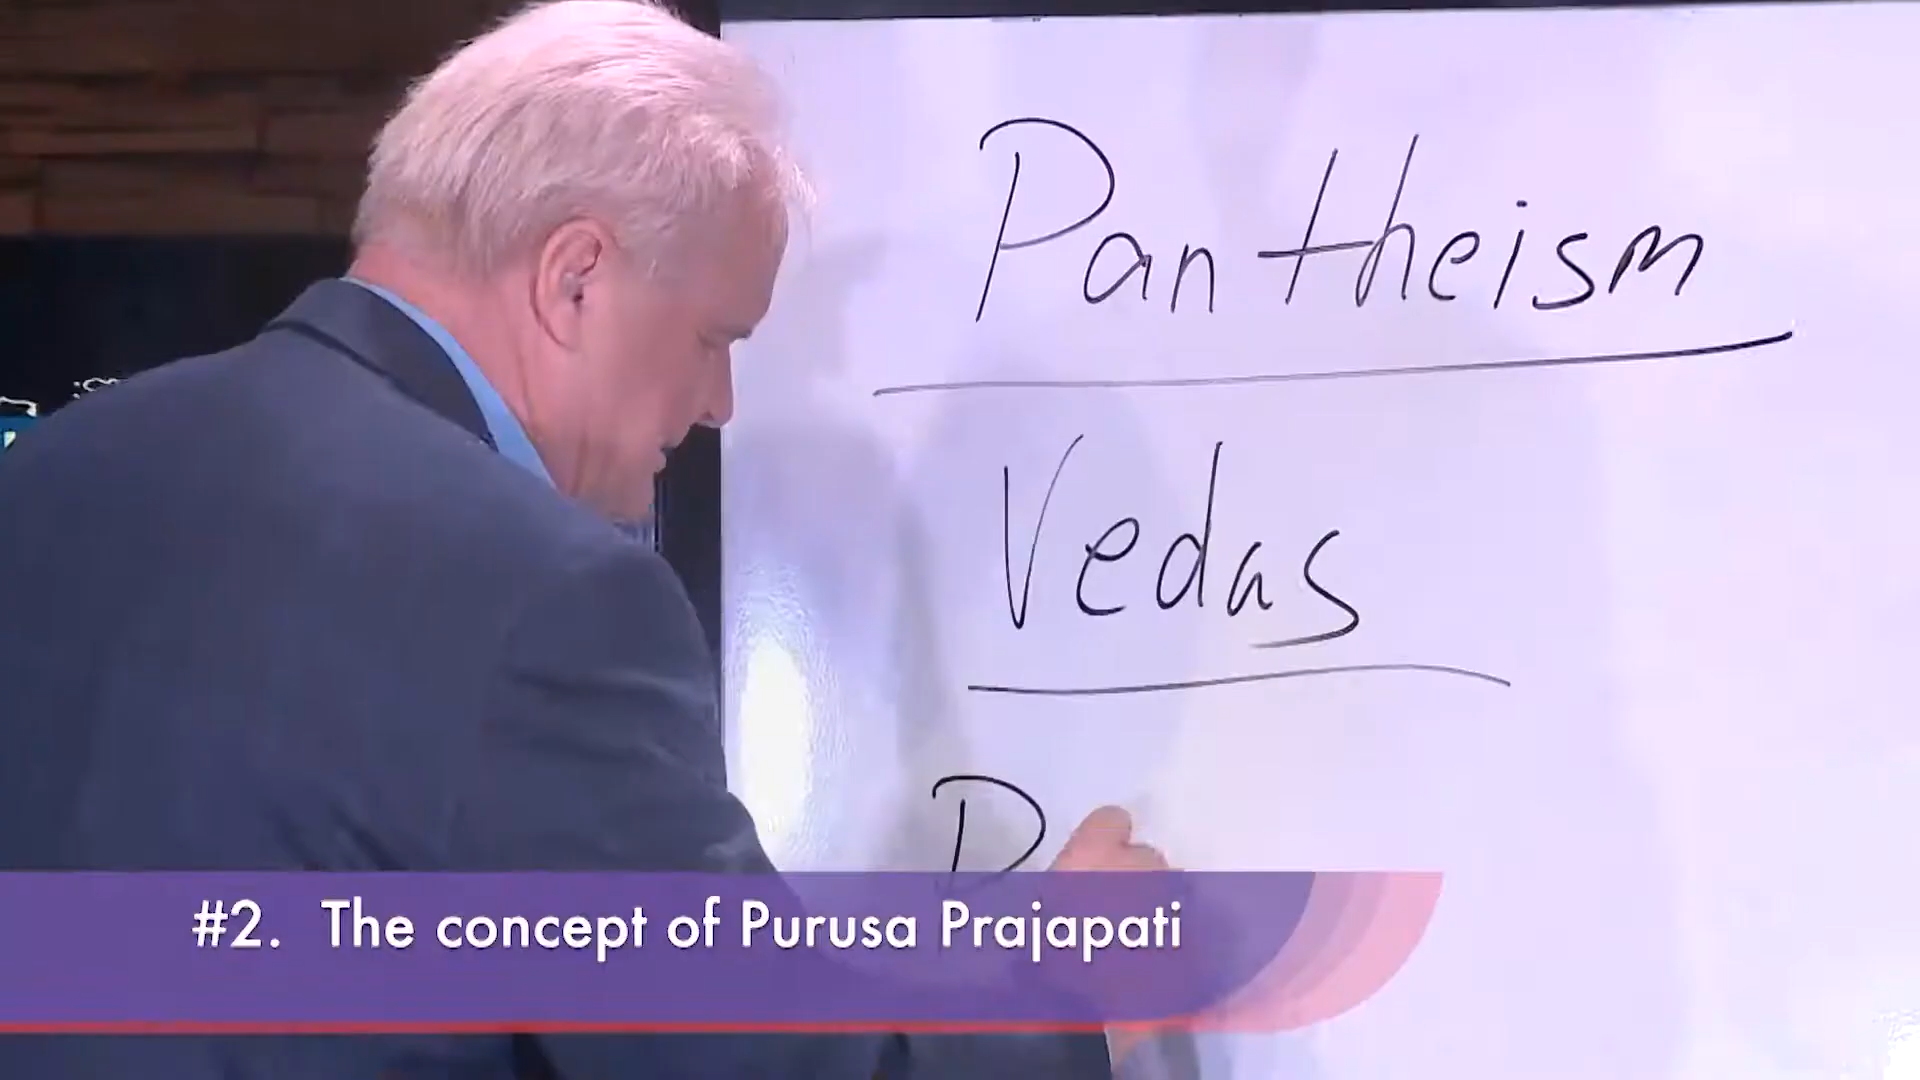 Pantheism
Vedas
P
#2. The concept of Purusa Prajapati